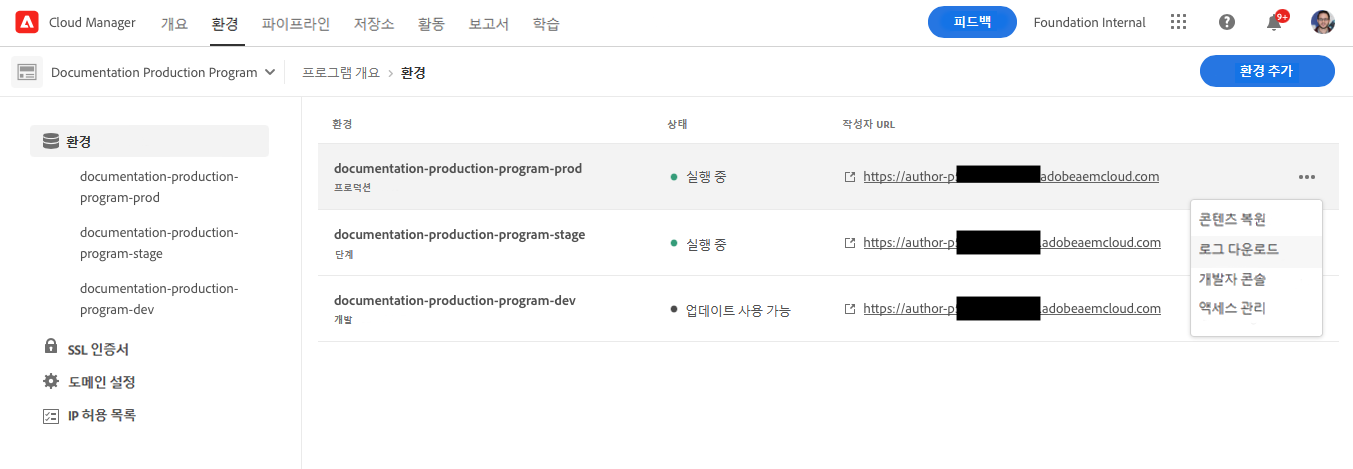 Cloud Manager 개요 환경 파이프라인 저장소 활동 보고서 학습 피드백 Foundation Internal 9+
Documentation Production Program 프로그램 개요 > 환경 환경 추가
환경
documentation-production-
program-prod
documentation-production-
program-stage
documentation-production-
program-dev
SSL 인증서
도메인 설정
IP 허용 목록
환경 상태 작성자 URL
documentation-production-program-prod
프로덕션
실행 중
https://author-p5 adobeaemcloud.com
documentation-production-program-stage
단계
실행 중
https://author-p5 .adobeaemcloud.com
documentation-production-program-dev
개발
업데이트 사용 가능
https://author-p5 .adobeaemcloud.com
콘텐츠 복원
로그 다운로드
개발자 콘솔
액세스 관리